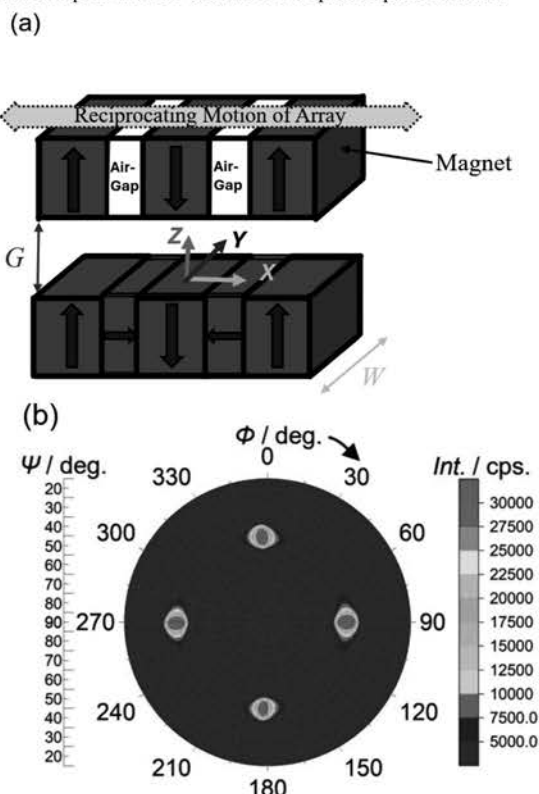 (a)
Reciprocating Motion of Array
Air-
Gap
Air-
Gap
Magnet
G
Z
Y
X
W
(b)
Φ / deg.
Ψ / deg.
Int. / cps.
0
30
60
90
120
150
180
210
240
270
300
330
20
30
40
50
60
70
80
90
80
70
60
50
40
30
20
30000
27500
25000
22500
20000
17500
15000
12500
10000
7500.0
5000.0